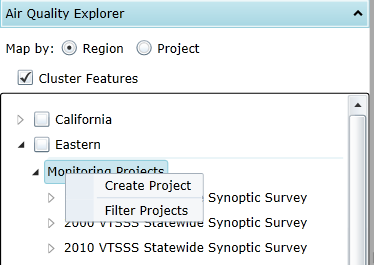 Air Quality Explorer
Map by: Region Project
Cluster Features
California
Eastern
Monitoring Projects
Create Project
Statewide Synoptic Survey
Filter Projects
2000 VTSSS Statewide Synoptic Survey
2010 VTSSS Statewide Synoptic Survey